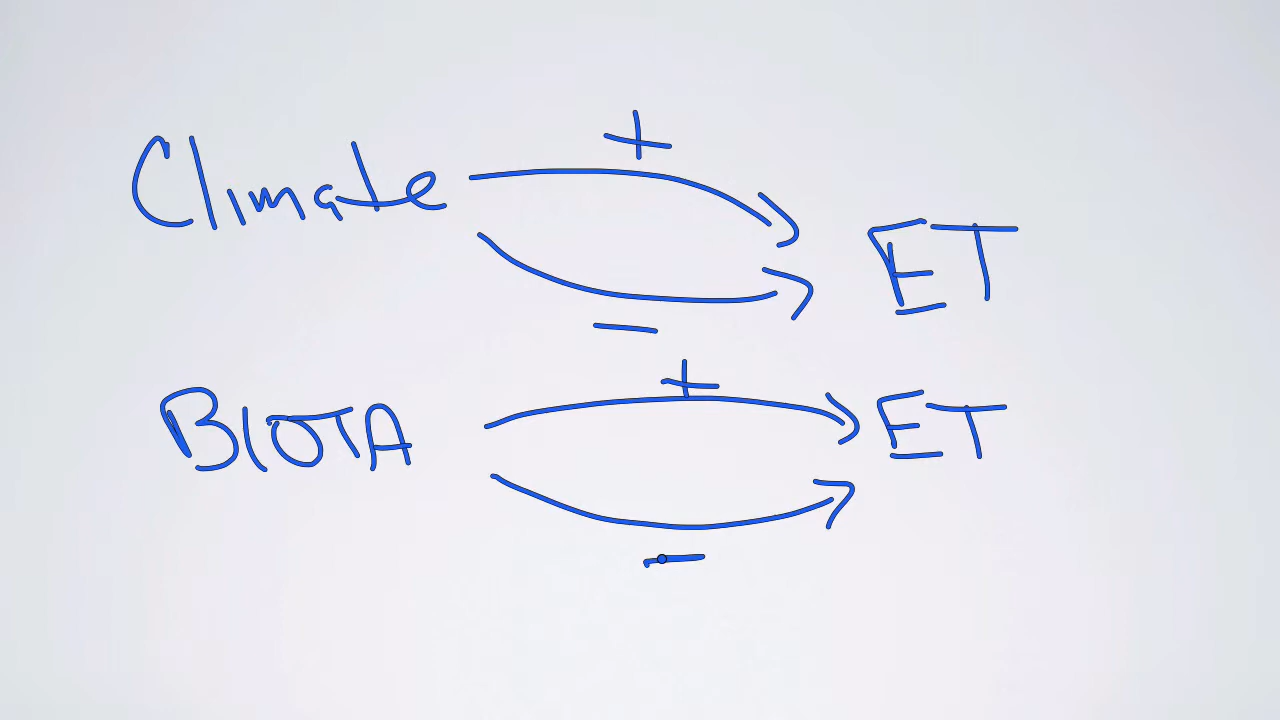 +
Climate ET
−
+
BIOTA ET
−